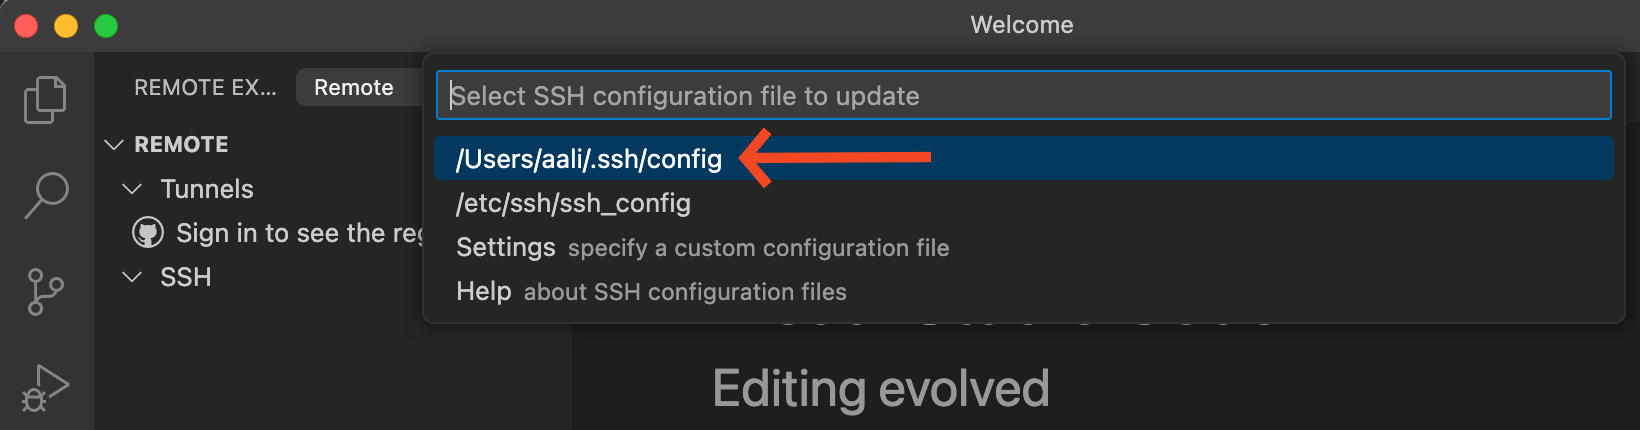 Welcome
REMOTE EX...
Remote
Select SSH configuration file to update
REMOTE
/Users/aali/.ssh/config
Tunnels
/etc/ssh/ssh_config
Sign in to see the
Settings specify a custom configuration file
SSH
Help about SSH configuration files
Editing evolved